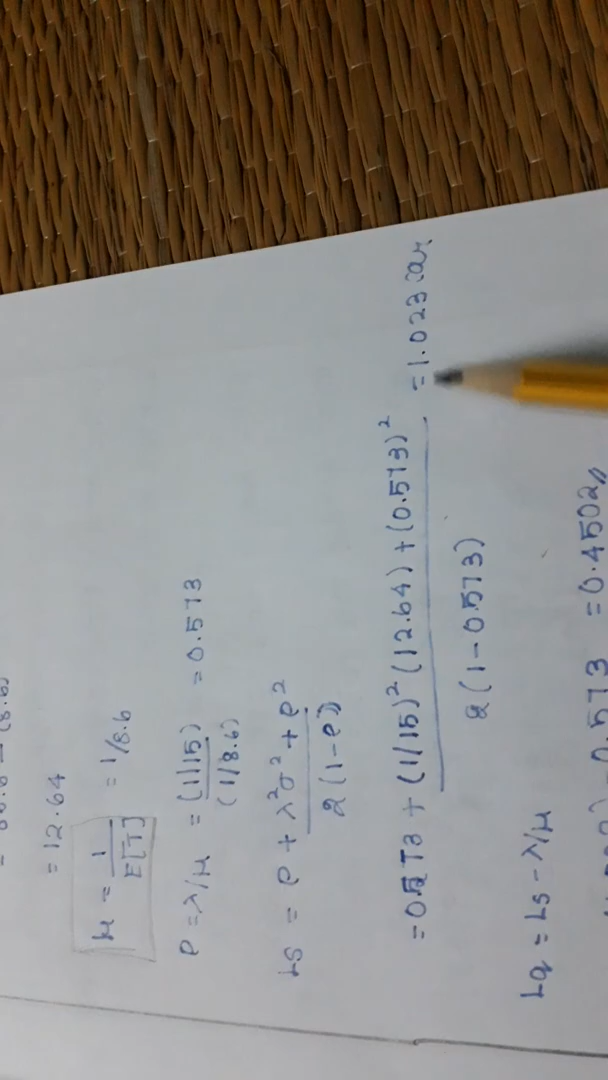 = 12.64
μ = 1/E[T] = 1/8.6
ρ = λ/μ = (1/15)/(1/8.6) = 0.573
Ls = ρ + λ²σ² + ρ² / 2(1-ρ)
= 0.573 + (1/15)² (12.64) + (0.573)² / 2(1-0.573) = 1.023 car
Lq = Ls - λ/μ
0.573 = 0.4502